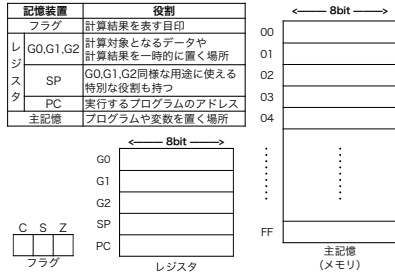 記憶装置 役割
フラグ 計算結果を表す目印
レジスタ
G0,G1,G2 計算対象となるデータや
計算結果を一時的に置く場所
SP G0,G1,G2同様な用途に使える
特別な役割も持つ
PC 実行するプログラムのアドレス
主記憶 プログラムや変数を置く場所
<—— 8bit ——>
G0
G1
G2
SP
PC
レジスタ
C S Z
フラグ
<—— 8bit ——>
00
01
02
03
04
FF
主記憶
(メモリ)